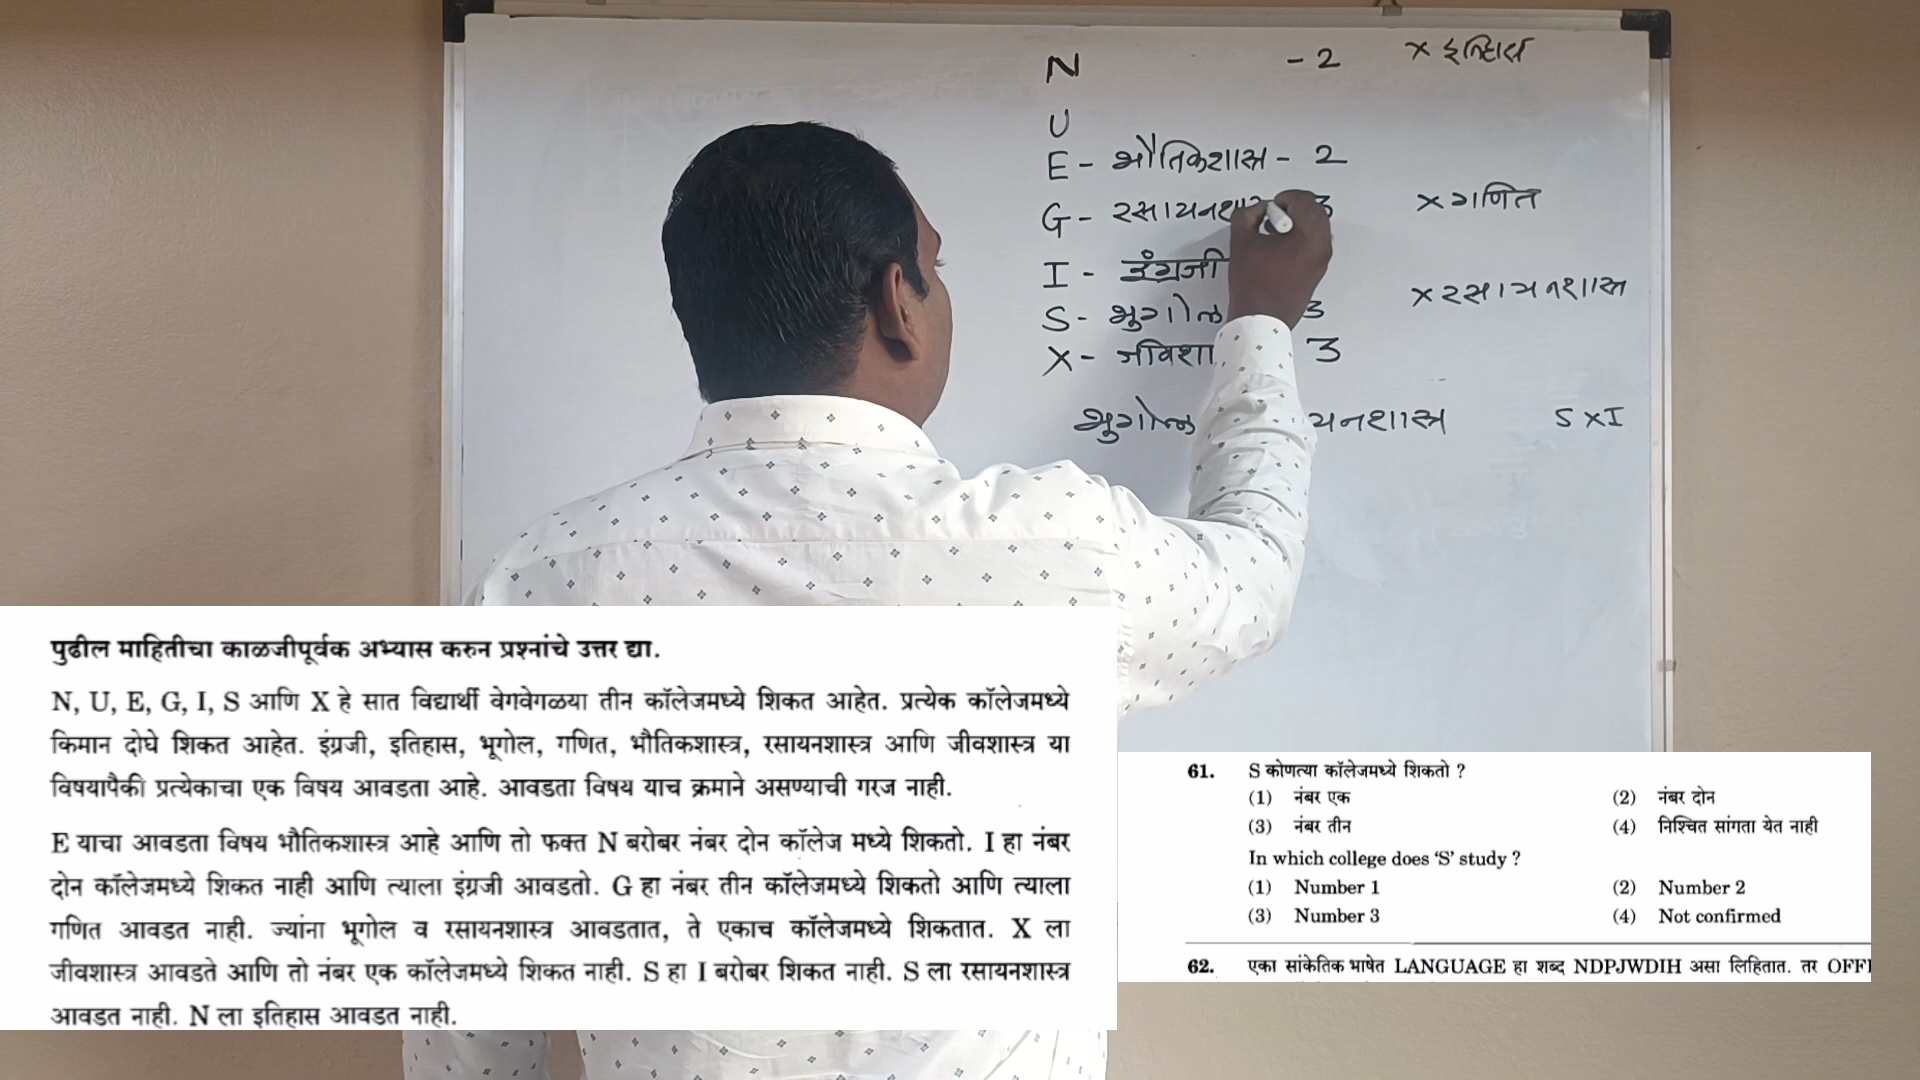 N - 2 × इतिहास
U
E - भौतिकशास्त्र - 2
G - रसायनशा 3 × गणित
I - इंग्रजी
S - भुगोल 3 × रसायनशास्त्र
X - जीवशा 3
भुगोल यनशास्त्र S X I
पुढील माहितीचा काळजीपूर्वक अभ्यास करुन प्रश्नांचे उत्तर द्या.
N, U, E, G, I, S आणि X हे सात विद्यार्थी वेगवेगळया तीन कॉलेजमध्ये शिकत आहेत. प्रत्येक कॉलेजमध्ये
किमान दोघे शिकत आहेत. इंग्रजी, इतिहास, भूगोल, गणित, भौतिकशास्त्र, रसायनशास्त्र आणि जीवशास्त्र या
विषयापैकी प्रत्येकाचा एक विषय आवडता आहे. आवडता विषय याच क्रमाने असण्याची गरज नाही.
E याचा आवडता विषय भौतिकशास्त्र आहे आणि तो फक्त N बरोबर नंबर दोन कॉलेज मध्ये शिकतो. I हा नंबर
दोन कॉलेजमध्ये शिकत नाही आणि त्याला इंग्रजी आवडतो. G हा नंबर तीन कॉलेजमध्ये शिकतो आणि त्याला
गणित आवडत नाही. ज्यांना भूगोल व रसायनशास्त्र आवडतात, ते एकाच कॉलेजमध्ये शिकतात. X ला
जीवशास्त्र आवडते आणि तो नंबर एक कॉलेजमध्ये शिकत नाही. S हा I बरोबर शिकत नाही. S ला रसायनशास्त्र
आवडत नाही. N ला इतिहास आवडत नाही.
61. S कोणत्या कॉलेजमध्ये शिकतो ?
(1) नंबर एक (2) नंबर दोन
(3) नंबर तीन (4) निश्चित सांगता येत नाही
In which college does ‘S’ study ?
(1) Number 1 (2) Number 2
(3) Number 3 (4) Not confirmed
62. एका सांकेतिक भाषेत LANGUAGE हा शब्द NDPJWDIH असा लिहितात. तर OFFI